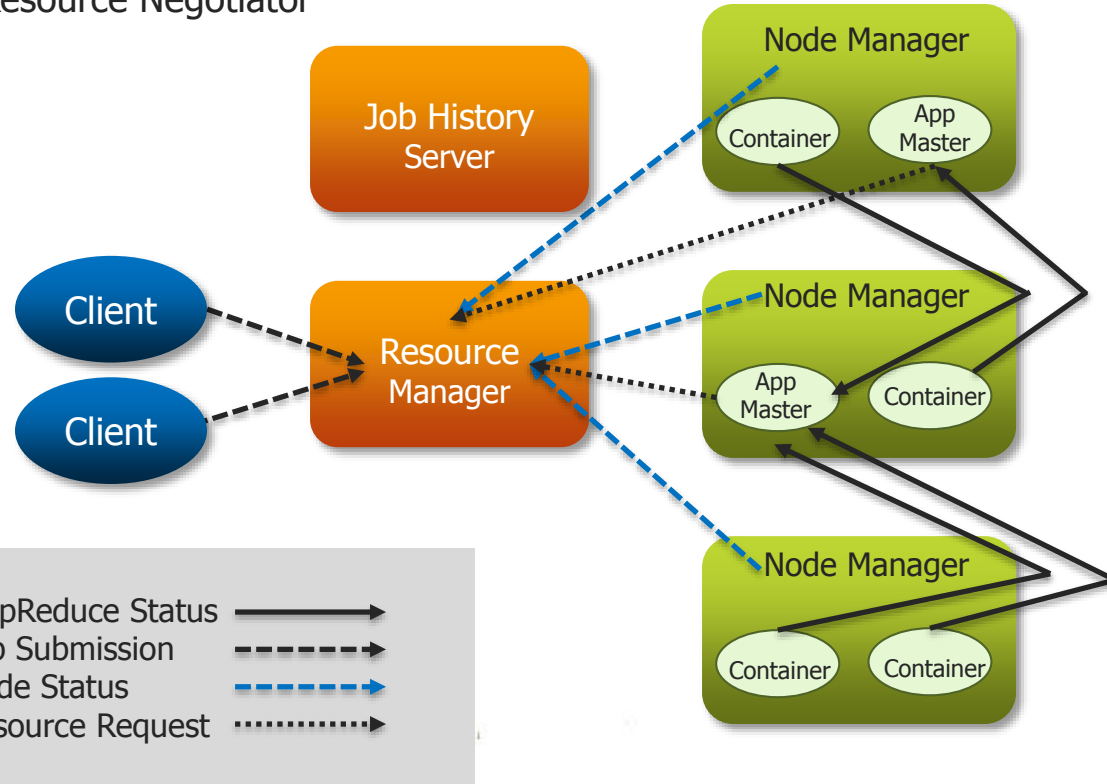 Resource Negotiator
Job History
Server
Node Manager
Container
App
Master
Client
Client
Resource
Manager
Node Manager
App
Master
Container
Node Manager
Container
Container
pReduce Status
Submission
de Status
source Request